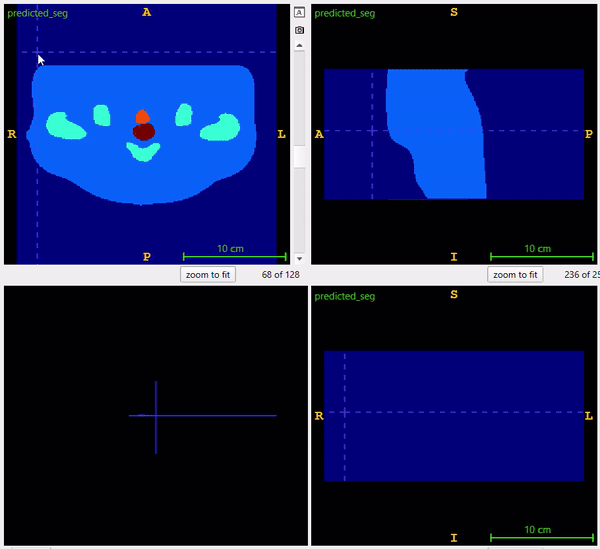 predicted_seg
A
R
L
P
10 cm
zoom to fit
68 of 128
A
predicted_seg
S
A
P
I
10 cm
zoom to fit
236 of 25
predicted_seg
S
R
L
I
10 cm